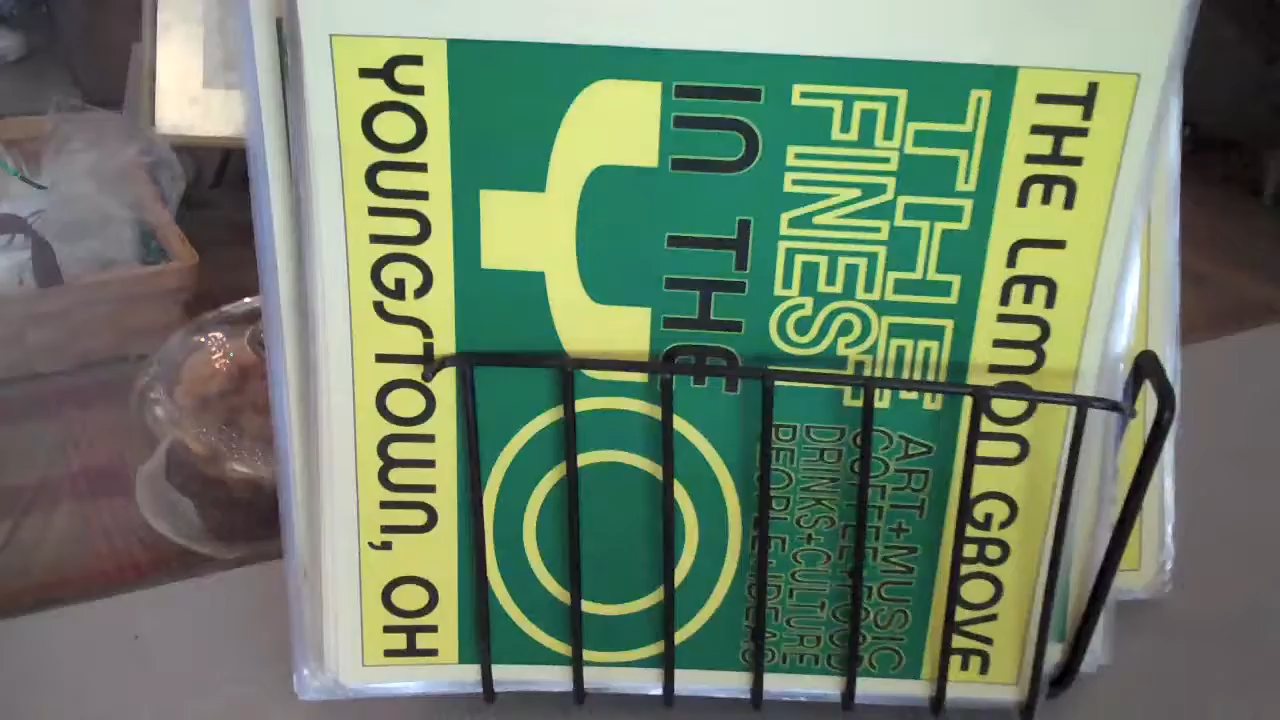 THE LEMON GROVE
THE
FINEST
IN THE
ART+MUSIC
COFFEE+FOOD
DRINKS+CULTURE
PEOPLE+IDEAS
YOUNGSTOWN, OH